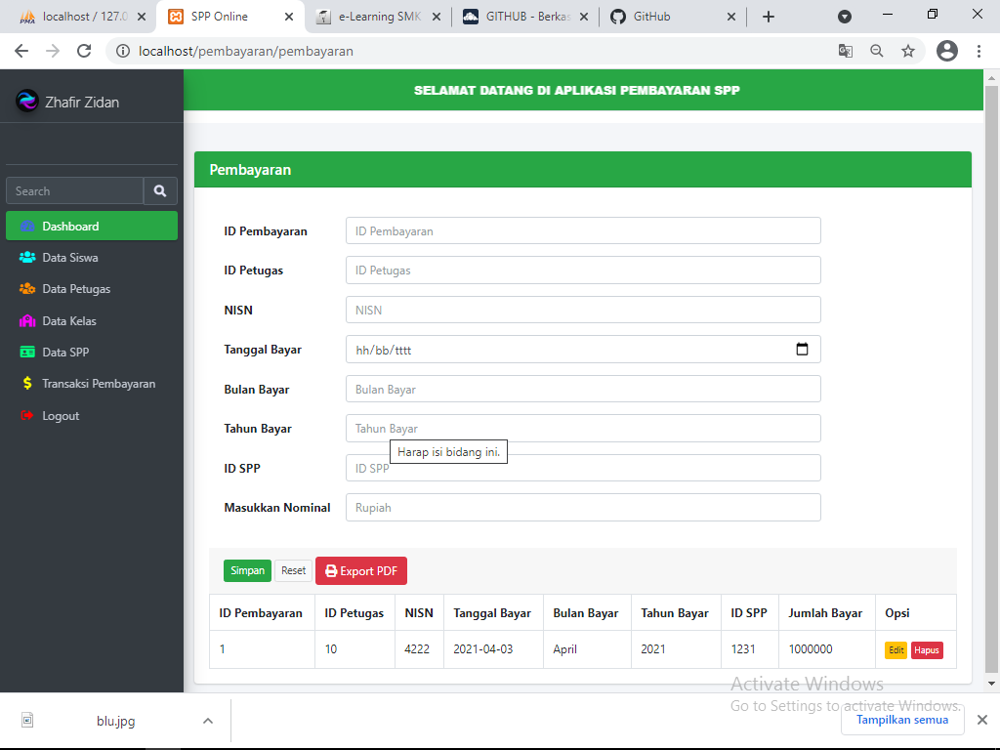 localhost / 127.0
SPP Online
e-Learning SMK
GITHUB - Berkas
GitHub
localhost/pembayaran/pembayaran
Zhafir Zidan
SELAMAT DATANG DI APLIKASI PEMBAYARAN SPP
Search
Dashboard
Data Siswa
Data Petugas
Data Kelas
Data SPP
Transaksi Pembayaran
Logout
Pembayaran
ID Pembayaran ID Pembayaran
ID Petugas ID Petugas
NISN NISN
Tanggal Bayar hh/bb/tttt
Bulan Bayar Bulan Bayar
Tahun Bayar Tahun Bayar
Harap isi bidang ini.
ID SPP ID SPP
Masukkan Nominal Rupiah
Simpan Reset Export PDF
ID Pembayaran ID Petugas NISN Tanggal Bayar Bulan Bayar Tahun Bayar ID SPP Jumlah Bayar Opsi
1 10 4222 2021-04-03 April 2021 1231 1000000 Edit Hapus
Activate Windows
Go to Settings to activate Windows.
blu.jpg
Tampilkan semua